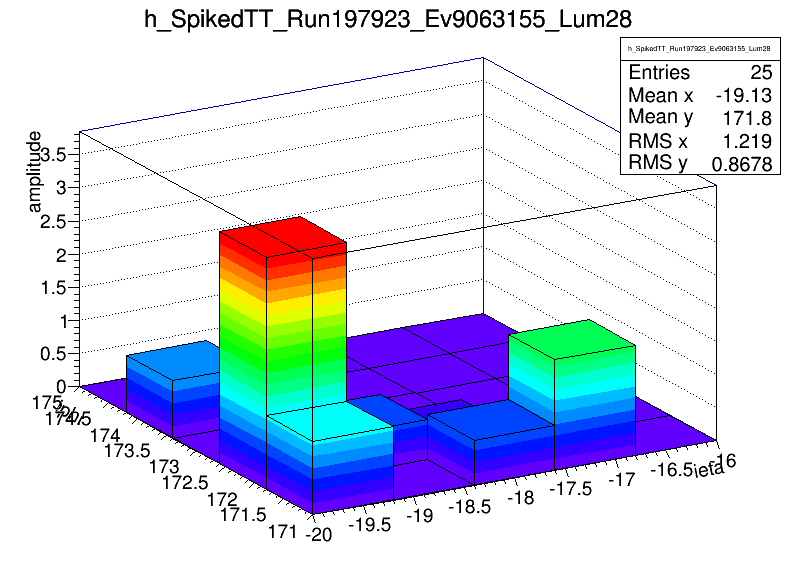 h_SpikedTT_Run197923_Ev9063155_Lum28
h_SpikedTT_Run197923_Ev9063155_Lum28
Entries 25
Mean x -19.13
Mean y 171.8
RMS x 1.219
RMS y 0.8678
amplitude
3.5
3
2.5
2
1.5
1
0.5
0
175
174.5
174
173.5
173
172.5
172
171.5
171
-20
-19.5
-19
-18.5
-18
-17.5
-17
-16.5
-16
ieta